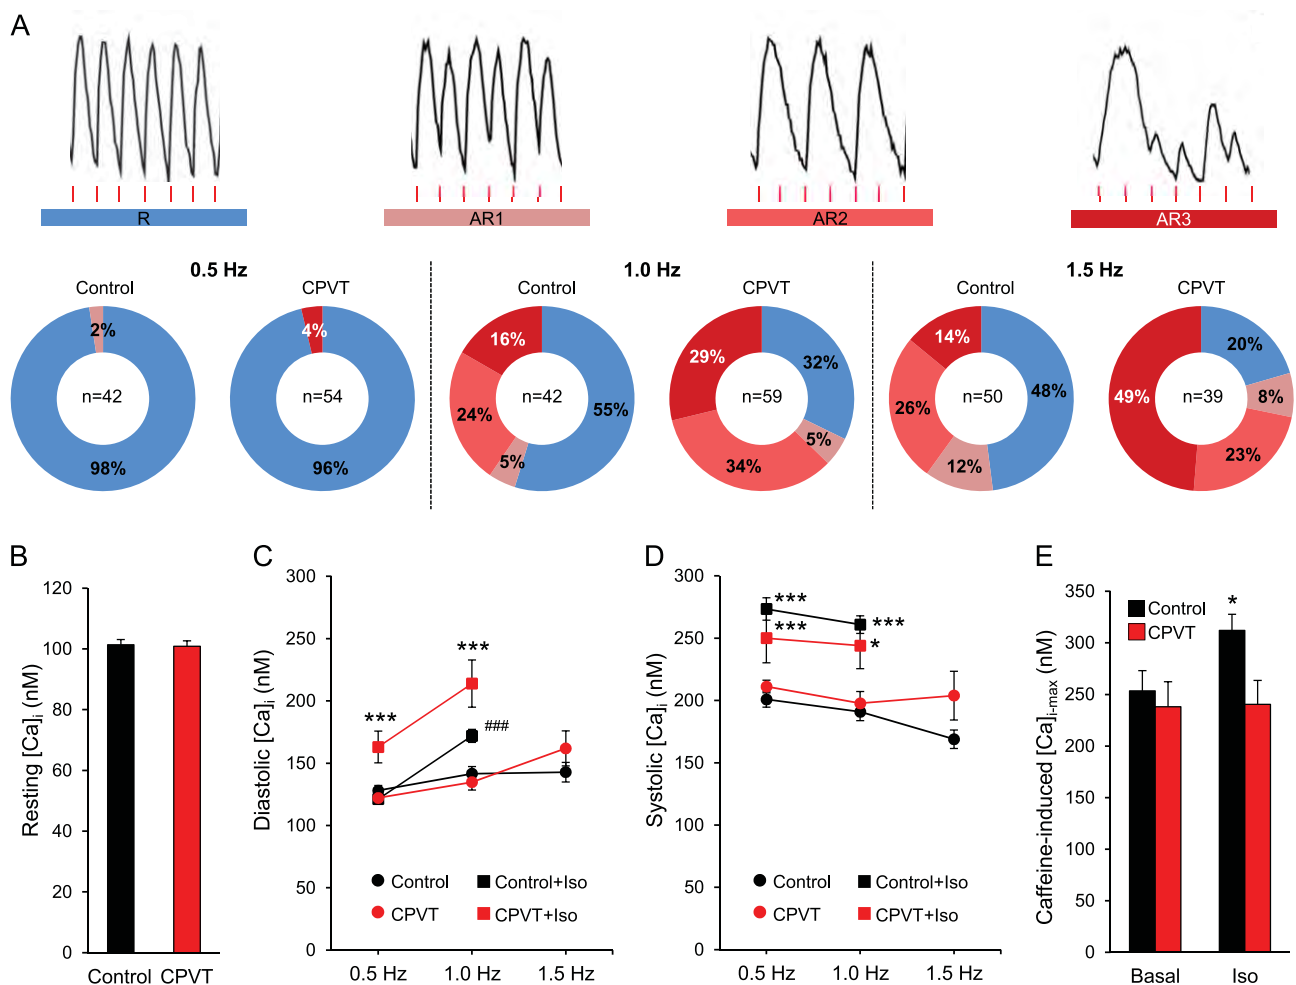 A
R AR1 AR2 AR3
0.5 Hz 1.0 Hz 1.5 Hz
Control CPVT Control CPVT Control CPVT
2% 98% n=42
4% 96% n=54
16% 24% 5% 55% n=42
29% 32% 5% 34% n=59
14% 26% 12% 48% n=50
49% 20% 8% 23% n=39
B
Resting [Ca]i (nM)
120
100
80
60
40
20
0
Control CPVT
C
Diastolic [Ca]i (nM)
300
250
200
150
100
50
0
***
***
###
Control Control+Iso
CPVT CPVT+Iso
0.5 Hz 1.0 Hz 1.5 Hz
D
Systolic [Ca]i (nM)
300
250
200
150
100
50
0
***
***
***
*
Control Control+Iso
CPVT CPVT+Iso
0.5 Hz 1.0 Hz 1.5 Hz
E
Caffeine-induced [Ca]i-max (nM)
350
300
250
200
150
100
50
0
Control
CPVT
*
Basal Iso